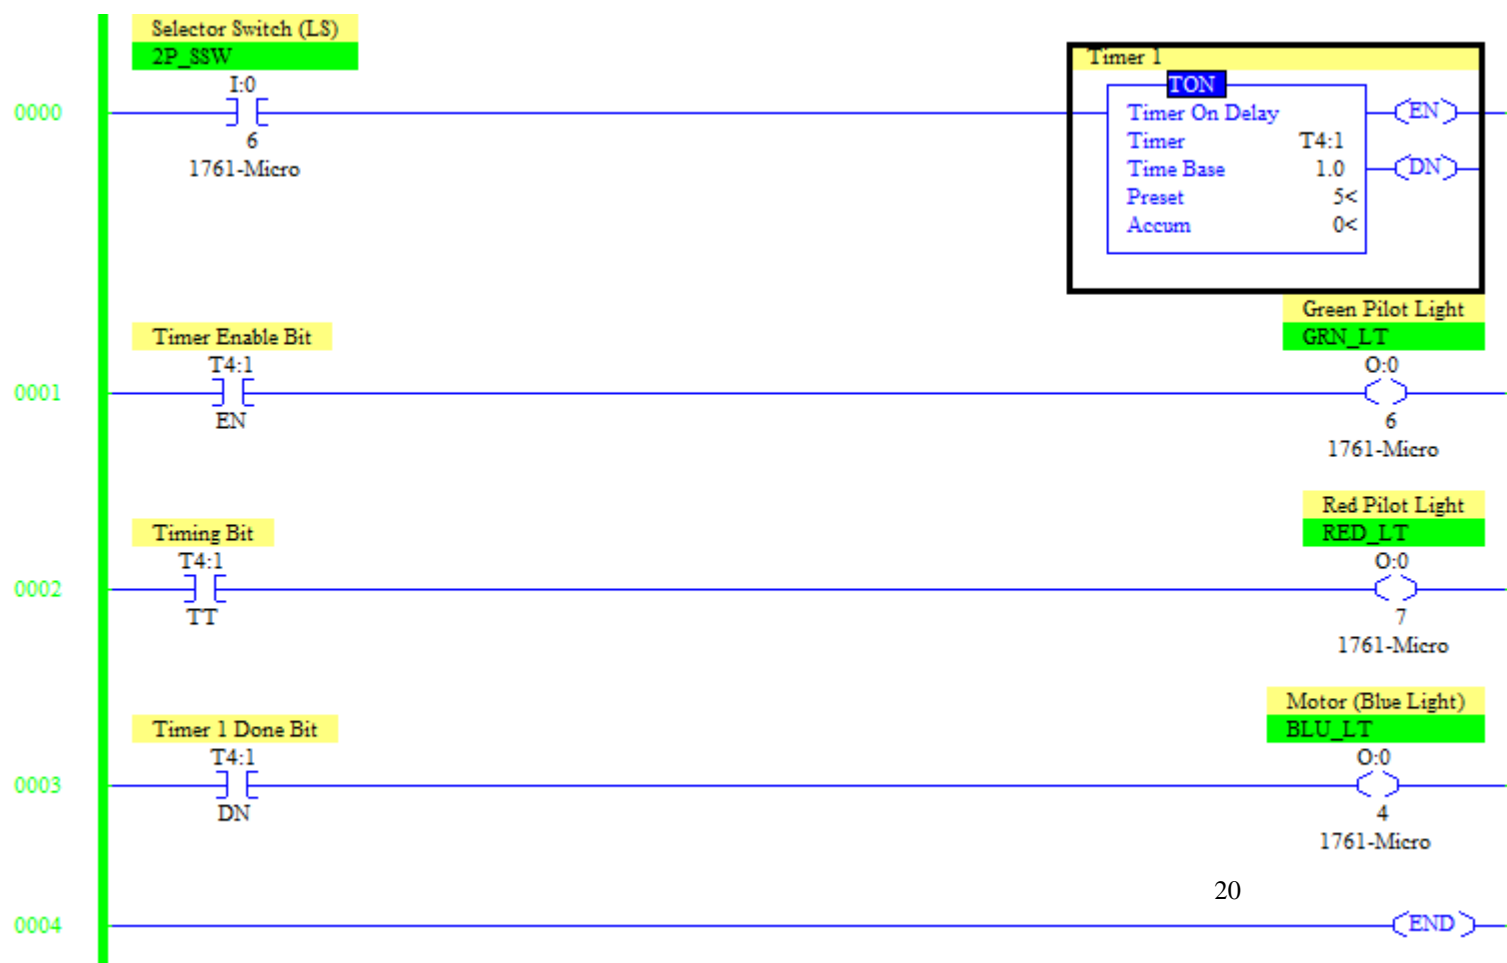 Selector Switch (LS)
2P_SSW
I:0
0000
6
1761-Micro
Timer 1
TON
Timer On Delay
Timer T4:1
Time Base 1.0
Preset 5<
Accum 0<
EN
DN
Timer Enable Bit
T4:1
0001
EN
Green Pilot Light
GRN_LT
O:0
6
1761-Micro
Timing Bit
T4:1
0002
TT
Red Pilot Light
RED_LT
O:0
7
1761-Micro
Timer 1 Done Bit
T4:1
0003
DN
Motor (Blue Light)
BLU_LT
O:0
4
1761-Micro
20
0004
END